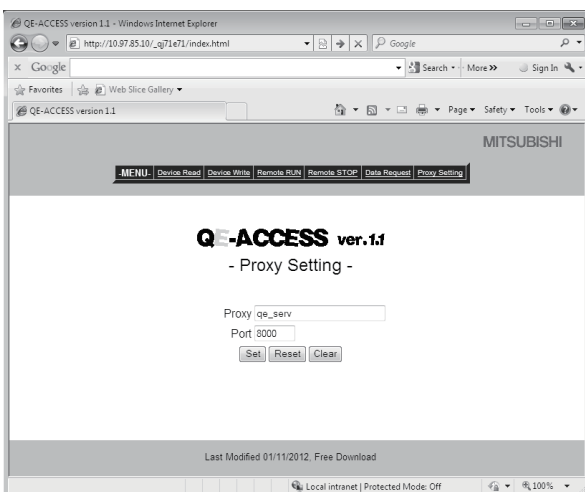 QE-ACCESS version 1.1 - Windows Internet Explorer
http://10.97.85.10/_qj71e71/index.html
Google
Google
Search
More >>
Sign In
Favorites
Web Slice Gallery
QE-ACCESS version 1.1
Page
Safety
Tools
MITSUBISHI
-MENU- Device Read Device Write Remote RUN Remote STOP Data Request Proxy Setting
QE-ACCESS ver.1.1
- Proxy Setting -
Proxy qe_serv
Port 8000
Set Reset Clear
Last Modified 01/11/2012, Free Download
Local intranet | Protected Mode: Off
100%